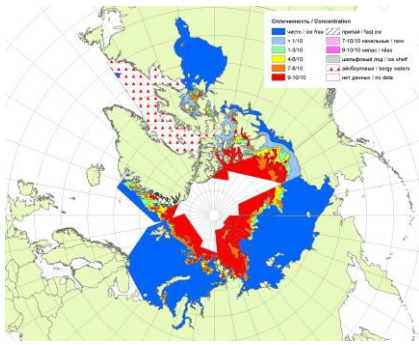 Сплоченность / Concentration
чисто / ice free
< 1/10
1-3/10
4-6/10
7-8/10
9-10/10
припай / fast ice
7-10/10 начальные / new
9-10/10 нилас / nilas
шельфовый лед / ice shelf
айсберговые / bergy waters
нет данных / no data